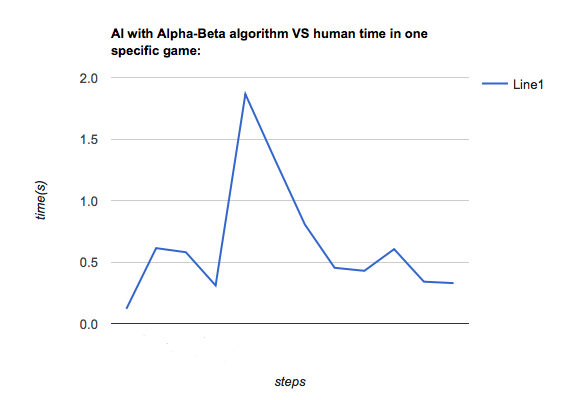 AI with Alpha-Beta algorithm VS human time in one
specific game:
2.0
Line1
1.5
1.0
time(s)
0.5
0.0
steps